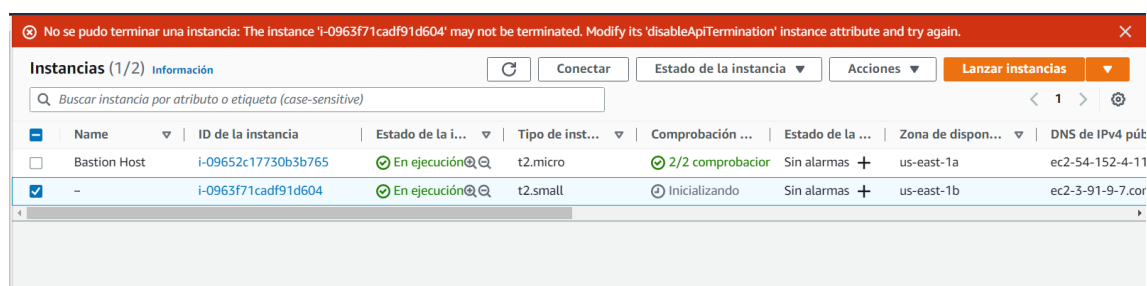 No se pudo terminar una instancia: The instance 'i-0963f71cadf91d604' may not be terminated. Modify its 'disableApiTermination' instance attribute and try again.
Instancias (1/2) Información Conectar Estado de la instancia Acciones Lanzar instancias
Buscar instancia por atributo o etiqueta (case-sensitive) 1
Name ID de la instancia Estado de la i... Tipo de inst... Comprobación ... Estado de la ... Zona de dispon... DNS de IPv4 púb
Bastion Host i-09652c17730b3b765 En ejecución t2.micro 2/2 comprobacior Sin alarmas + us-east-1a ec2-54-152-4-11
– i-0963f71cadf91d604 En ejecución t2.small Inicializando Sin alarmas + us-east-1b ec2-3-91-9-7.cor